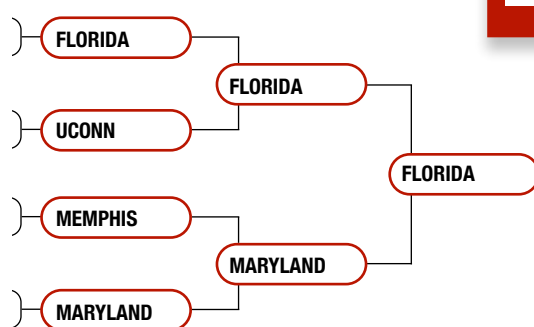 FLORIDA
FLORIDA
UCONN
FLORIDA
MEMPHIS
MARYLAND
MARYLAND